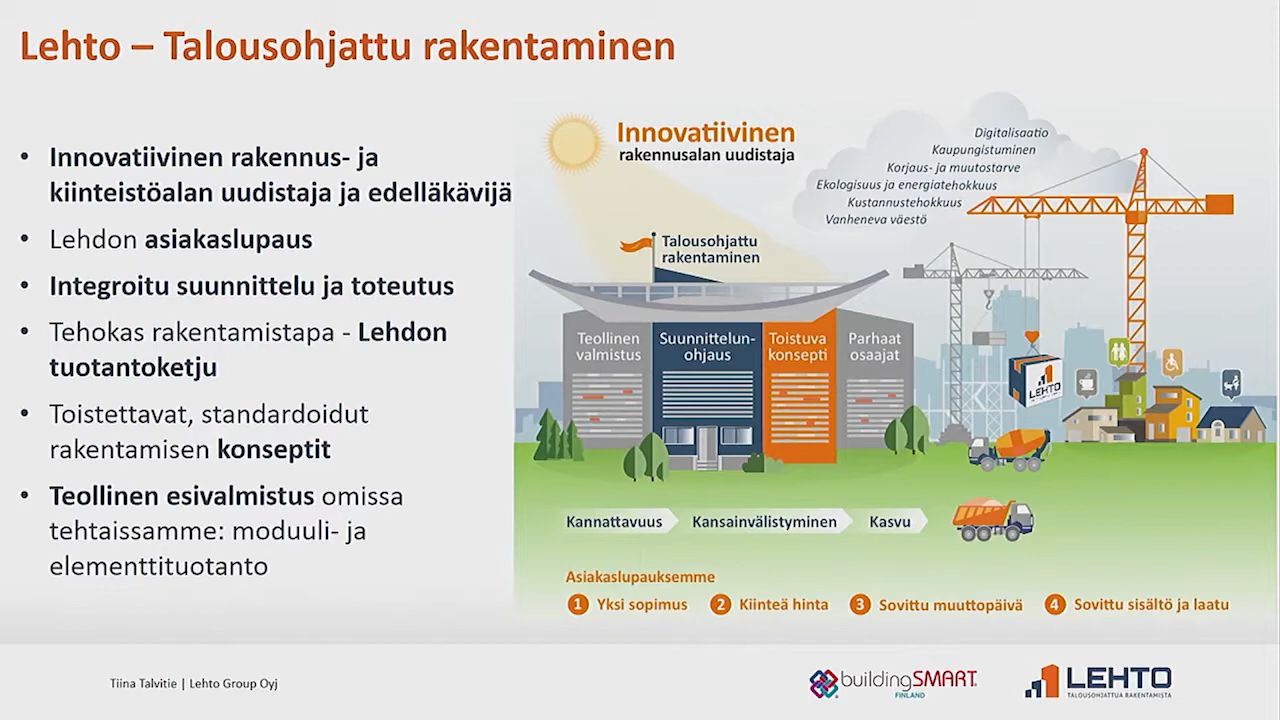 Lehto – Talousohjattu rakentaminen
• Innovatiivinen rakennus- ja
kiinteistöalan uudistaja ja edelläkävijä
• Lehdon asiakaslupaus
• Integroitu suunnittelu ja toteutus
• Tehokas rakentamistapa - Lehdon
tuotantoketju
• Toistettavat, standardoidut
rakentamisen konseptit
• Teollinen esivalmistus omissa
tehtaissamme: moduuli- ja
elementtituotanto
Innovatiivinen
rakennusalan uudistaja
Digitalisaatio
Kaupungistuminen
Korjaus- ja muutostarve
Ekologisuus ja energiatehokkuus
Kustannustehokkuus
Vanheneva väestö
Talousohjattu
rakentaminen
Teollinen
valmistus
Suunnittelun-
ohjaus
Toistuva
konsepti
Parhaat
osaajat
LEHTO
Kannattavuus
Kansainvälistyminen
Kasvu
Asiakaslupauksemme
1 Yksi sopimus
2 Kiinteä hinta
3 Sovittu muuttopäivä
4 Sovittu sisältö ja laatu
Tiina Talvitie | Lehto Group Oyj
buildingSMART
FINLAND
LEHTO
TALOUSOHJATTUA RAKENTAMISTA